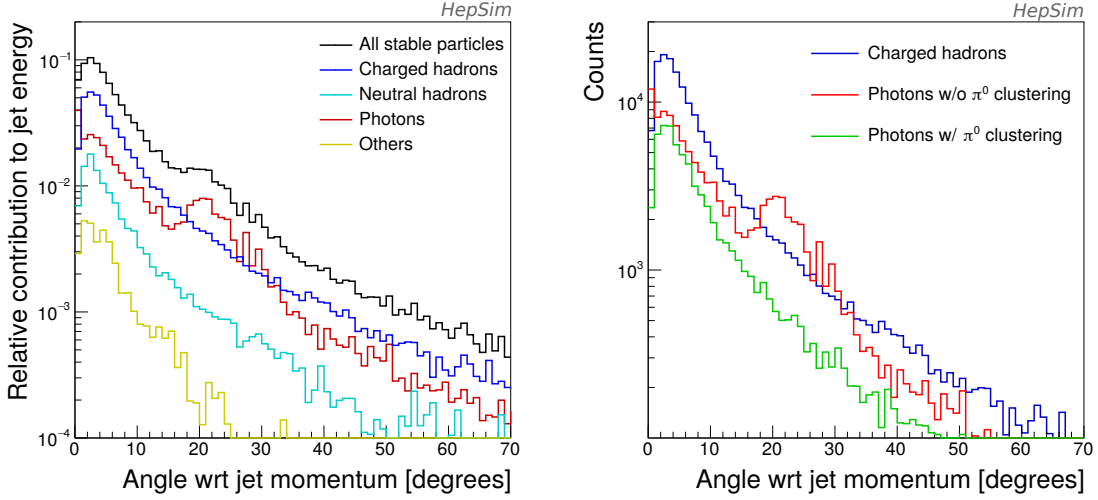 HepSim
Relative contribution to jet energy
10⁻¹
10⁻²
10⁻³
10⁻⁴
All stable particles
Charged hadrons
Neutral hadrons
Photons
Others
0 10 20 30 40 50 60 70
Angle wrt jet momentum [degrees]
HepSim
Counts
10⁴
10³
Charged hadrons
Photons w/o π⁰ clustering
Photons w/ π⁰ clustering
0 10 20 30 40 50 60 70
Angle wrt jet momentum [degrees]